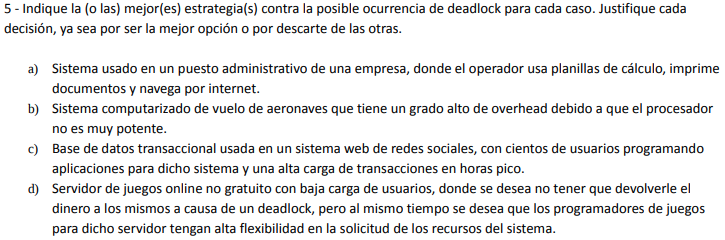 5 - Indique la (o las) mejor(es) estrategia(s) contra la posible ocurrencia de deadlock para cada caso. Justifique cada
decisión, ya sea por ser la mejor opción o por descarte de las otras.
a) Sistema usado en un puesto administrativo de una empresa, donde el operador usa planillas de cálculo, imprime
documentos y navega por internet.
b) Sistema computarizado de vuelo de aeronaves que tiene un grado alto de overhead debido a que el procesador
no es muy potente.
c) Base de datos transaccional usada en un sistema web de redes sociales, con cientos de usuarios programando
aplicaciones para dicho sistema y una alta carga de transacciones en horas pico.
d) Servidor de juegos online no gratuito con baja carga de usuarios, donde se desea no tener que devolverle el
dinero a los mismos a causa de un deadlock, pero al mismo tiempo se desea que los programadores de juegos
para dicho servidor tengan alta flexibilidad en la solicitud de los recursos del sistema.